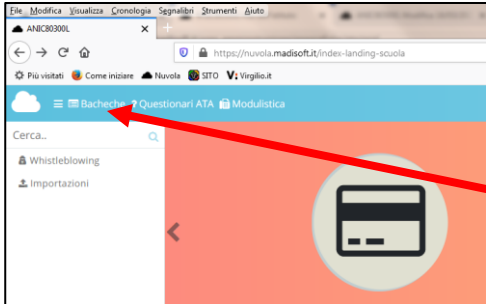 File Modifica Visualizza Cronologia Segnalibri Strumenti Aiuto
ANIC80300L
https://nuvola.madisoft.it/index-landing-scuola
Più visitati Come iniziare Nuvola SITO Virgilio.it
Bacheche ? Questionari ATA Modulistica
Cerca..
Whistleblowing
Importazioni